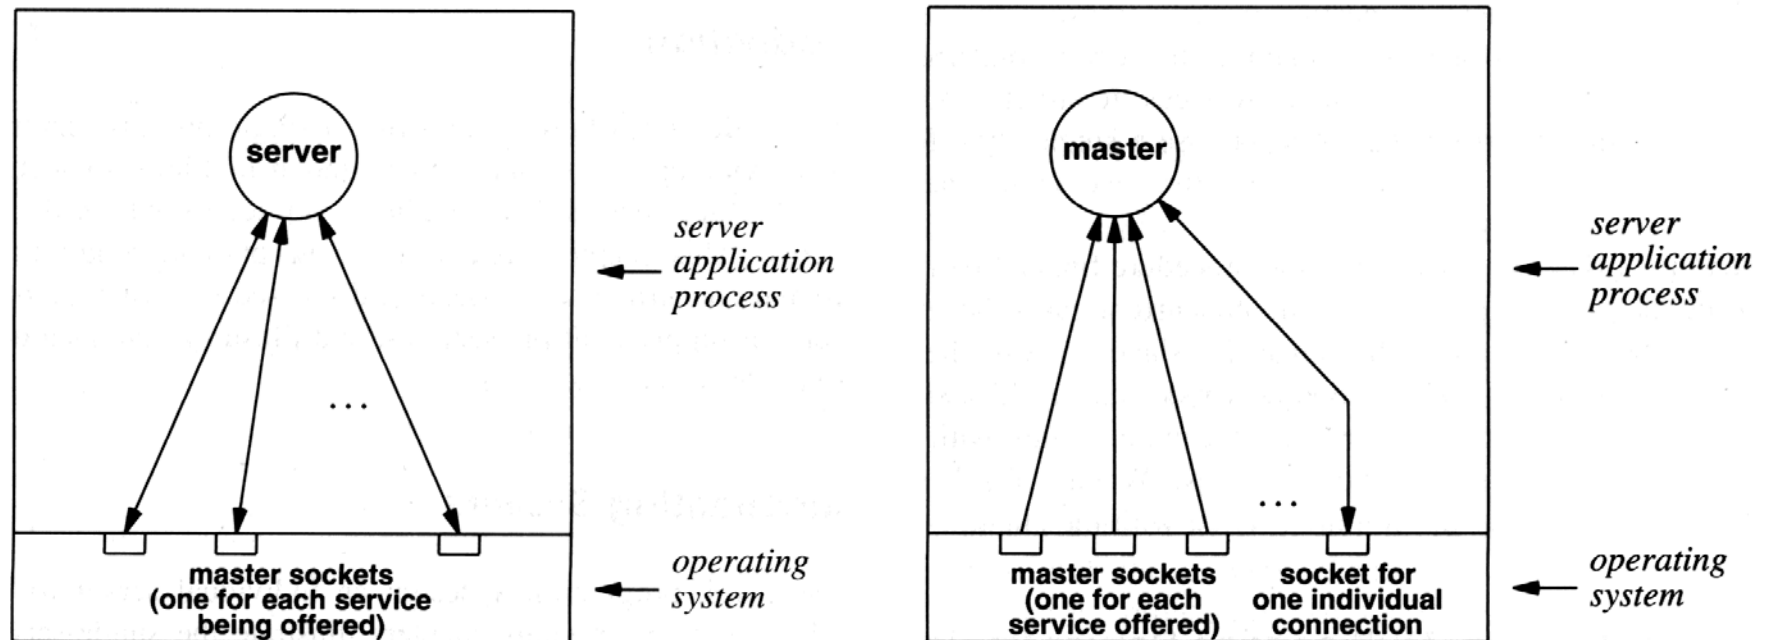 server
server
application
process
...
master sockets
(one for each service
being offered)
operating
system
master
server
application
process
...
master sockets
(one for each
service offered)
socket for
one individual
connection
operating
system